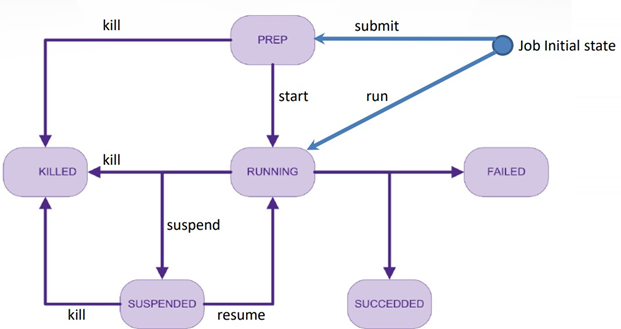 kill
submit
PREP
Job Initial state
start
run
kill
KILLED
RUNNING
FAILED
suspend
SUSPENDED
SUCCEDDED
kill
resume